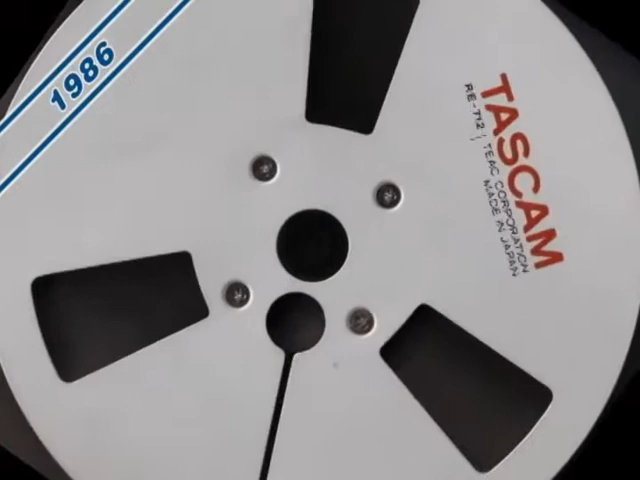 1986
TASCAM
RE-712
TEAC CORPORATION
MADE IN JAPAN